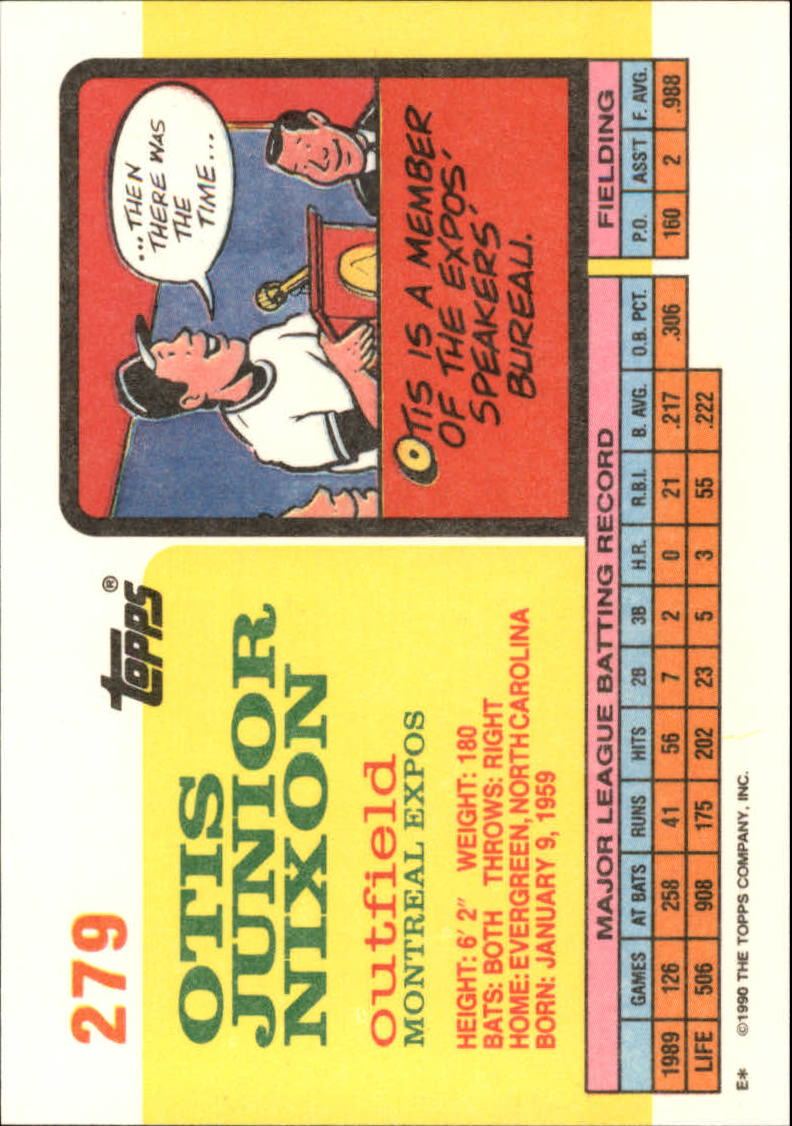 279
Topps®
OTIS
JUNIOR
NIXON
outfield
MONTREAL EXPOS
HEIGHT: 6' 2" WEIGHT: 180
BATS: BOTH THROWS: RIGHT
HOME: EVERGREEN, NORTH CAROLINA
BORN: JANUARY 9, 1959
...THEN
THERE WAS
THE
TIME...
OTIS IS A MEMBER
OF THE EXPOS'
SPEAKERS'
BUREAU.
MAJOR LEAGUE BATTING RECORD FIELDING
GAMES AT BATS RUNS HITS 2B 3B H.R. R.B.I. B. AVG. O.B. PCT. P.O. ASS'T F. AVG.
1989 126 258 41 56 7 2 0 21 .217 .306 160 2 .988
LIFE 506 908 175 202 23 5 3 55 .222
E* ©1990 THE TOPPS COMPANY, INC.